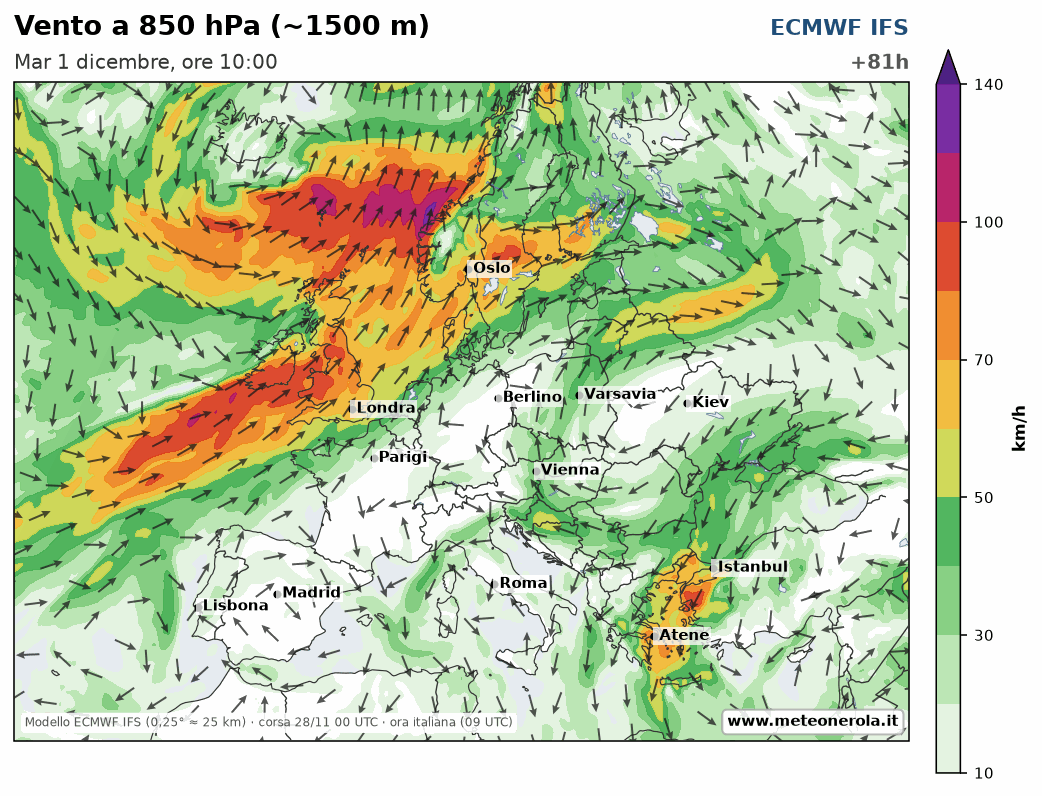 Vento a 850 hPa (~1500 m)
ECMWF IFS
Mar 1 dicembre, ore 10:00
+81h
140
100
70
50
30
10
km/h
Oslo
Londra
Berlino
Varsavia
Kiev
Parigi
Vienna
Istanbul
Roma
Madrid
Lisbona
Atene
Modello ECMWF IFS (0,25° ≈ 25 km) · corsa 28/11 00 UTC · ora italiana (09 UTC)
www.meteonerola.it